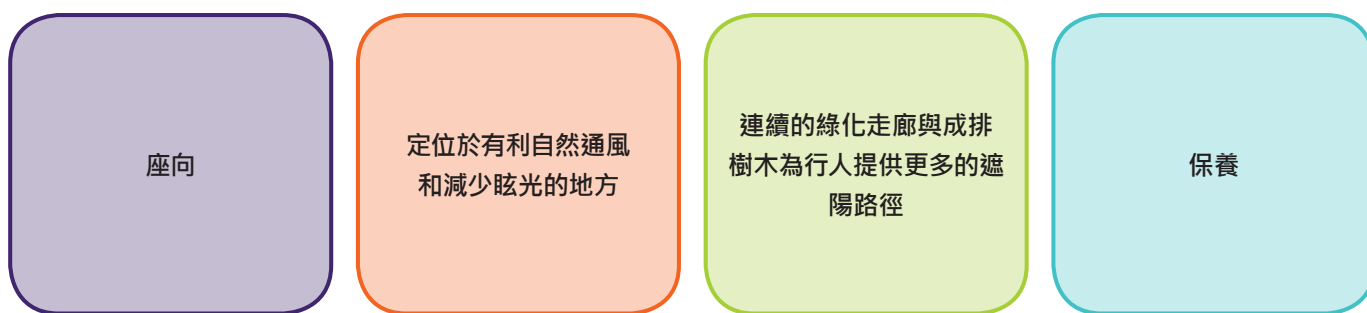 座向
定位於有利自然通風
和減少眩光的地方
連續的綠化走廊與成排
樹木為行人提供更多的遮
陽路徑
保養